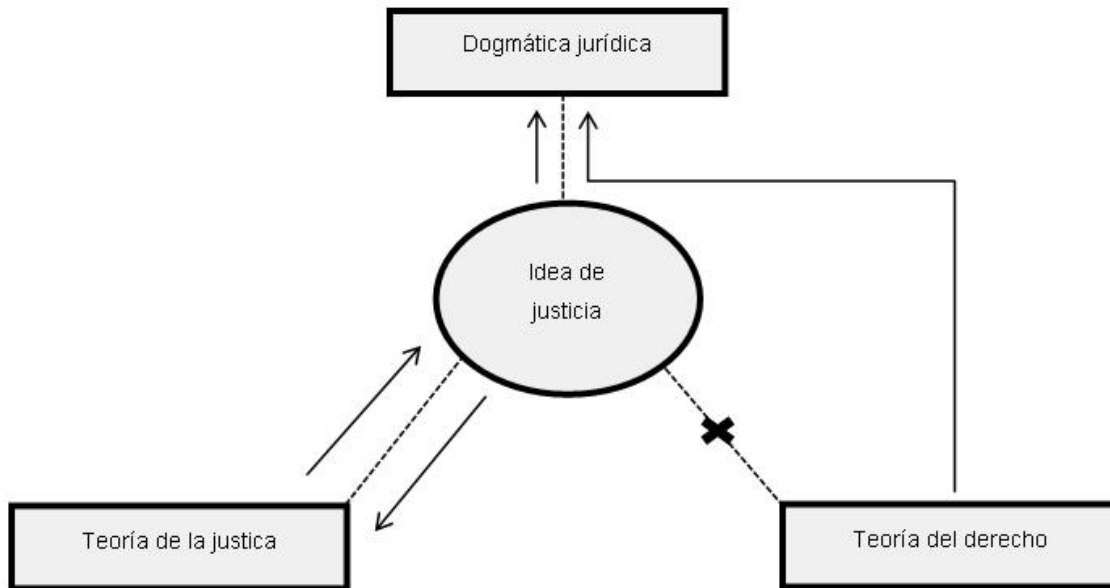 Dogmática jurídica
Idea de
justicia
Teoría de la justica
Teoría del derecho